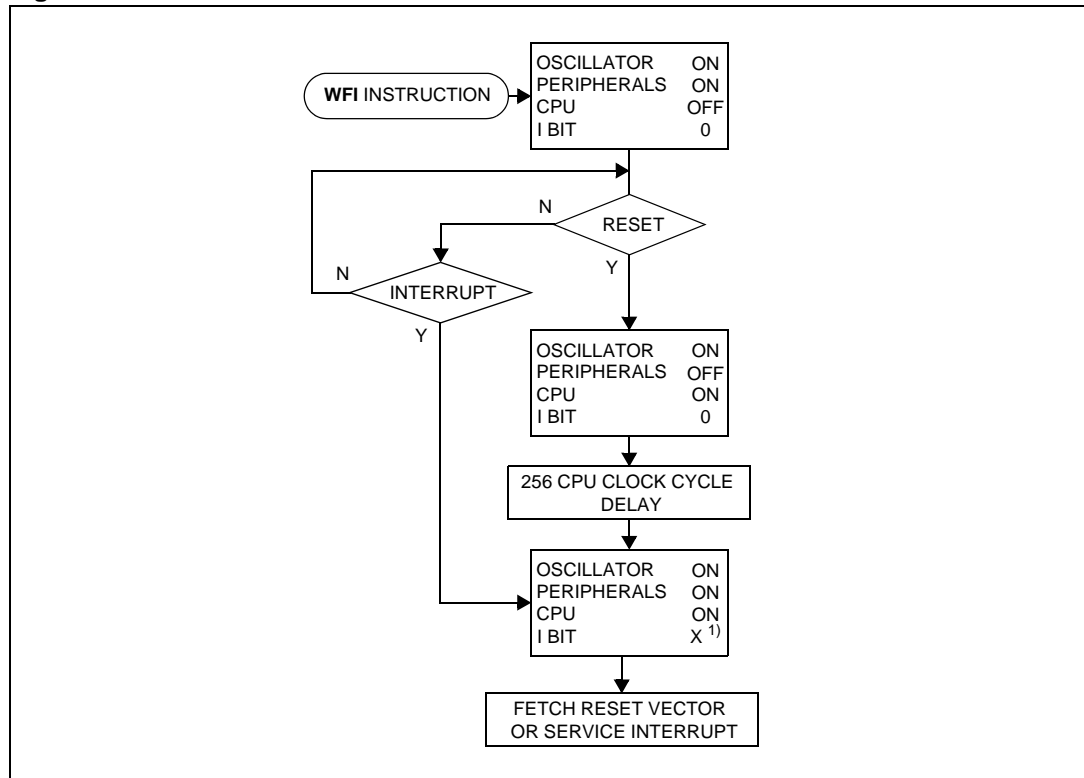 WFI INSTRUCTION
OSCILLATOR ON
PERIPHERALS ON
CPU OFF
I BIT 0
N
RESET
Y
N
INTERRUPT
Y
OSCILLATOR ON
PERIPHERALS OFF
CPU ON
I BIT 0
256 CPU CLOCK CYCLE
DELAY
OSCILLATOR ON
PERIPHERALS ON
CPU ON
I BIT X 1)
FETCH RESET VECTOR
OR SERVICE INTERRUPT